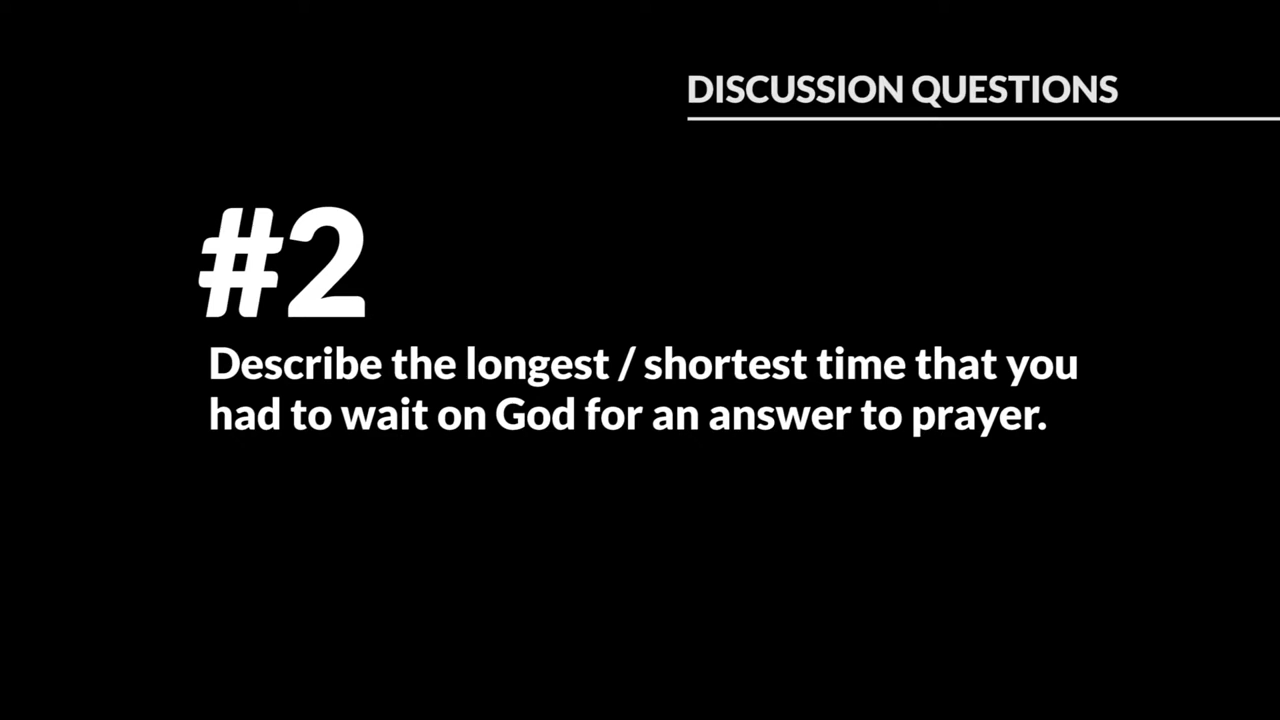 DISCUSSION QUESTIONS
#2
Describe the longest / shortest time that you
had to wait on God for an answer to prayer.